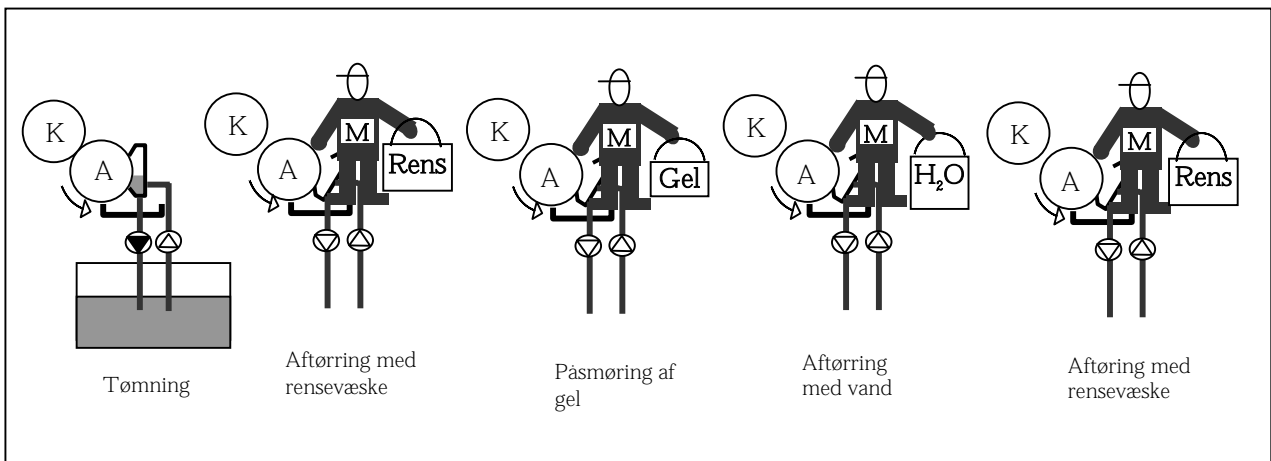 K
A
Tømning
K
A
M
Rens
Aftørring med
rensevæske
K
A
M
Gel
Påsmøring af
gel
K
A
M
H₂O
Aftørring
med vand
K
A
M
Rens
Aftøring med
rensevæske